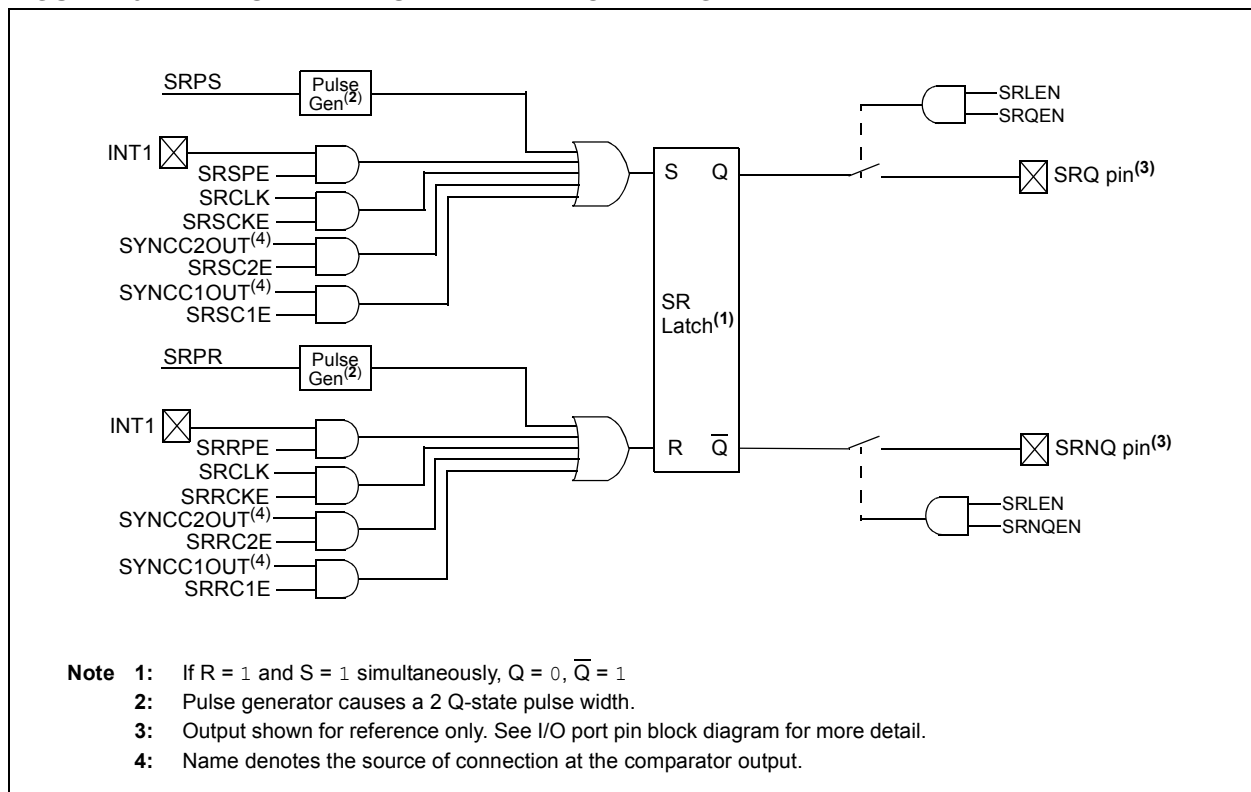 SRPS
Pulse
Gen(2)
INT1
SRSPE
SRCLK
SRSCKE
SYNCC2OUT(4)
SRSC2E
SYNCC1OUT(4)
SRSC1E
SRPR
Pulse
Gen(2)
INT1
SRRPE
SRCLK
SRRCKE
SYNCC2OUT(4)
SRRC2E
SYNCC1OUT(4)
SRRC1E
S Q
SR
Latch(1)
R Q̅
SRLEN
SRQEN
SRQ pin(3)
SRNQ pin(3)
SRLEN
SRNQEN
Note 1: If R = 1 and S = 1 simultaneously, Q = 0, Q̅ = 1
2: Pulse generator causes a 2 Q-state pulse width.
3: Output shown for reference only. See I/O port pin block diagram for more detail.
4: Name denotes the source of connection at the comparator output.